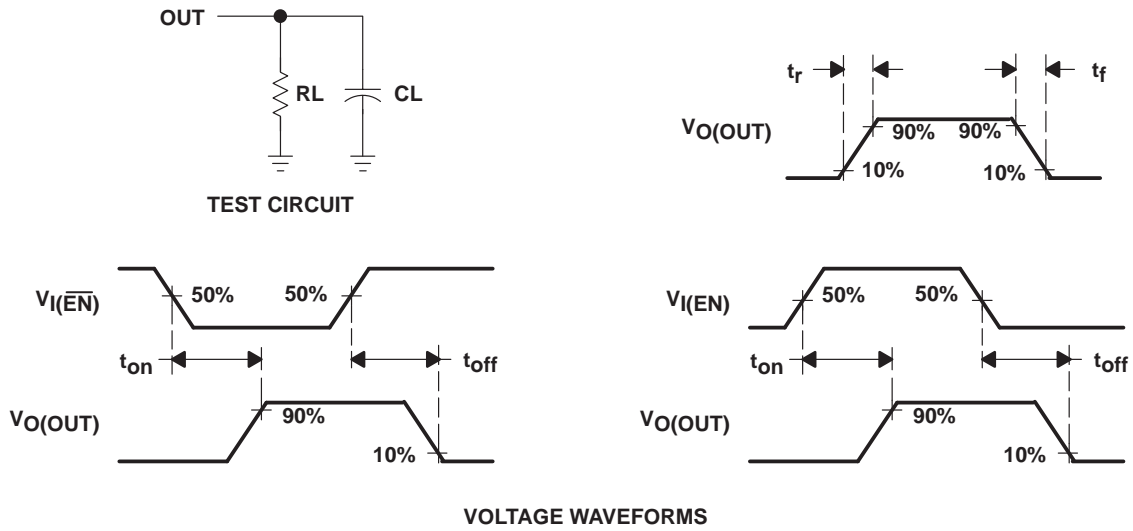 OUT
RL CL
TEST CIRCUIT
tr tf
VO(OUT) 90% 90%
10% 10%
VI(E̅N̅) 50% 50%
ton toff
VO(OUT) 90%
10%
VI(EN) 50% 50%
ton toff
VO(OUT) 90%
10%
VOLTAGE WAVEFORMS